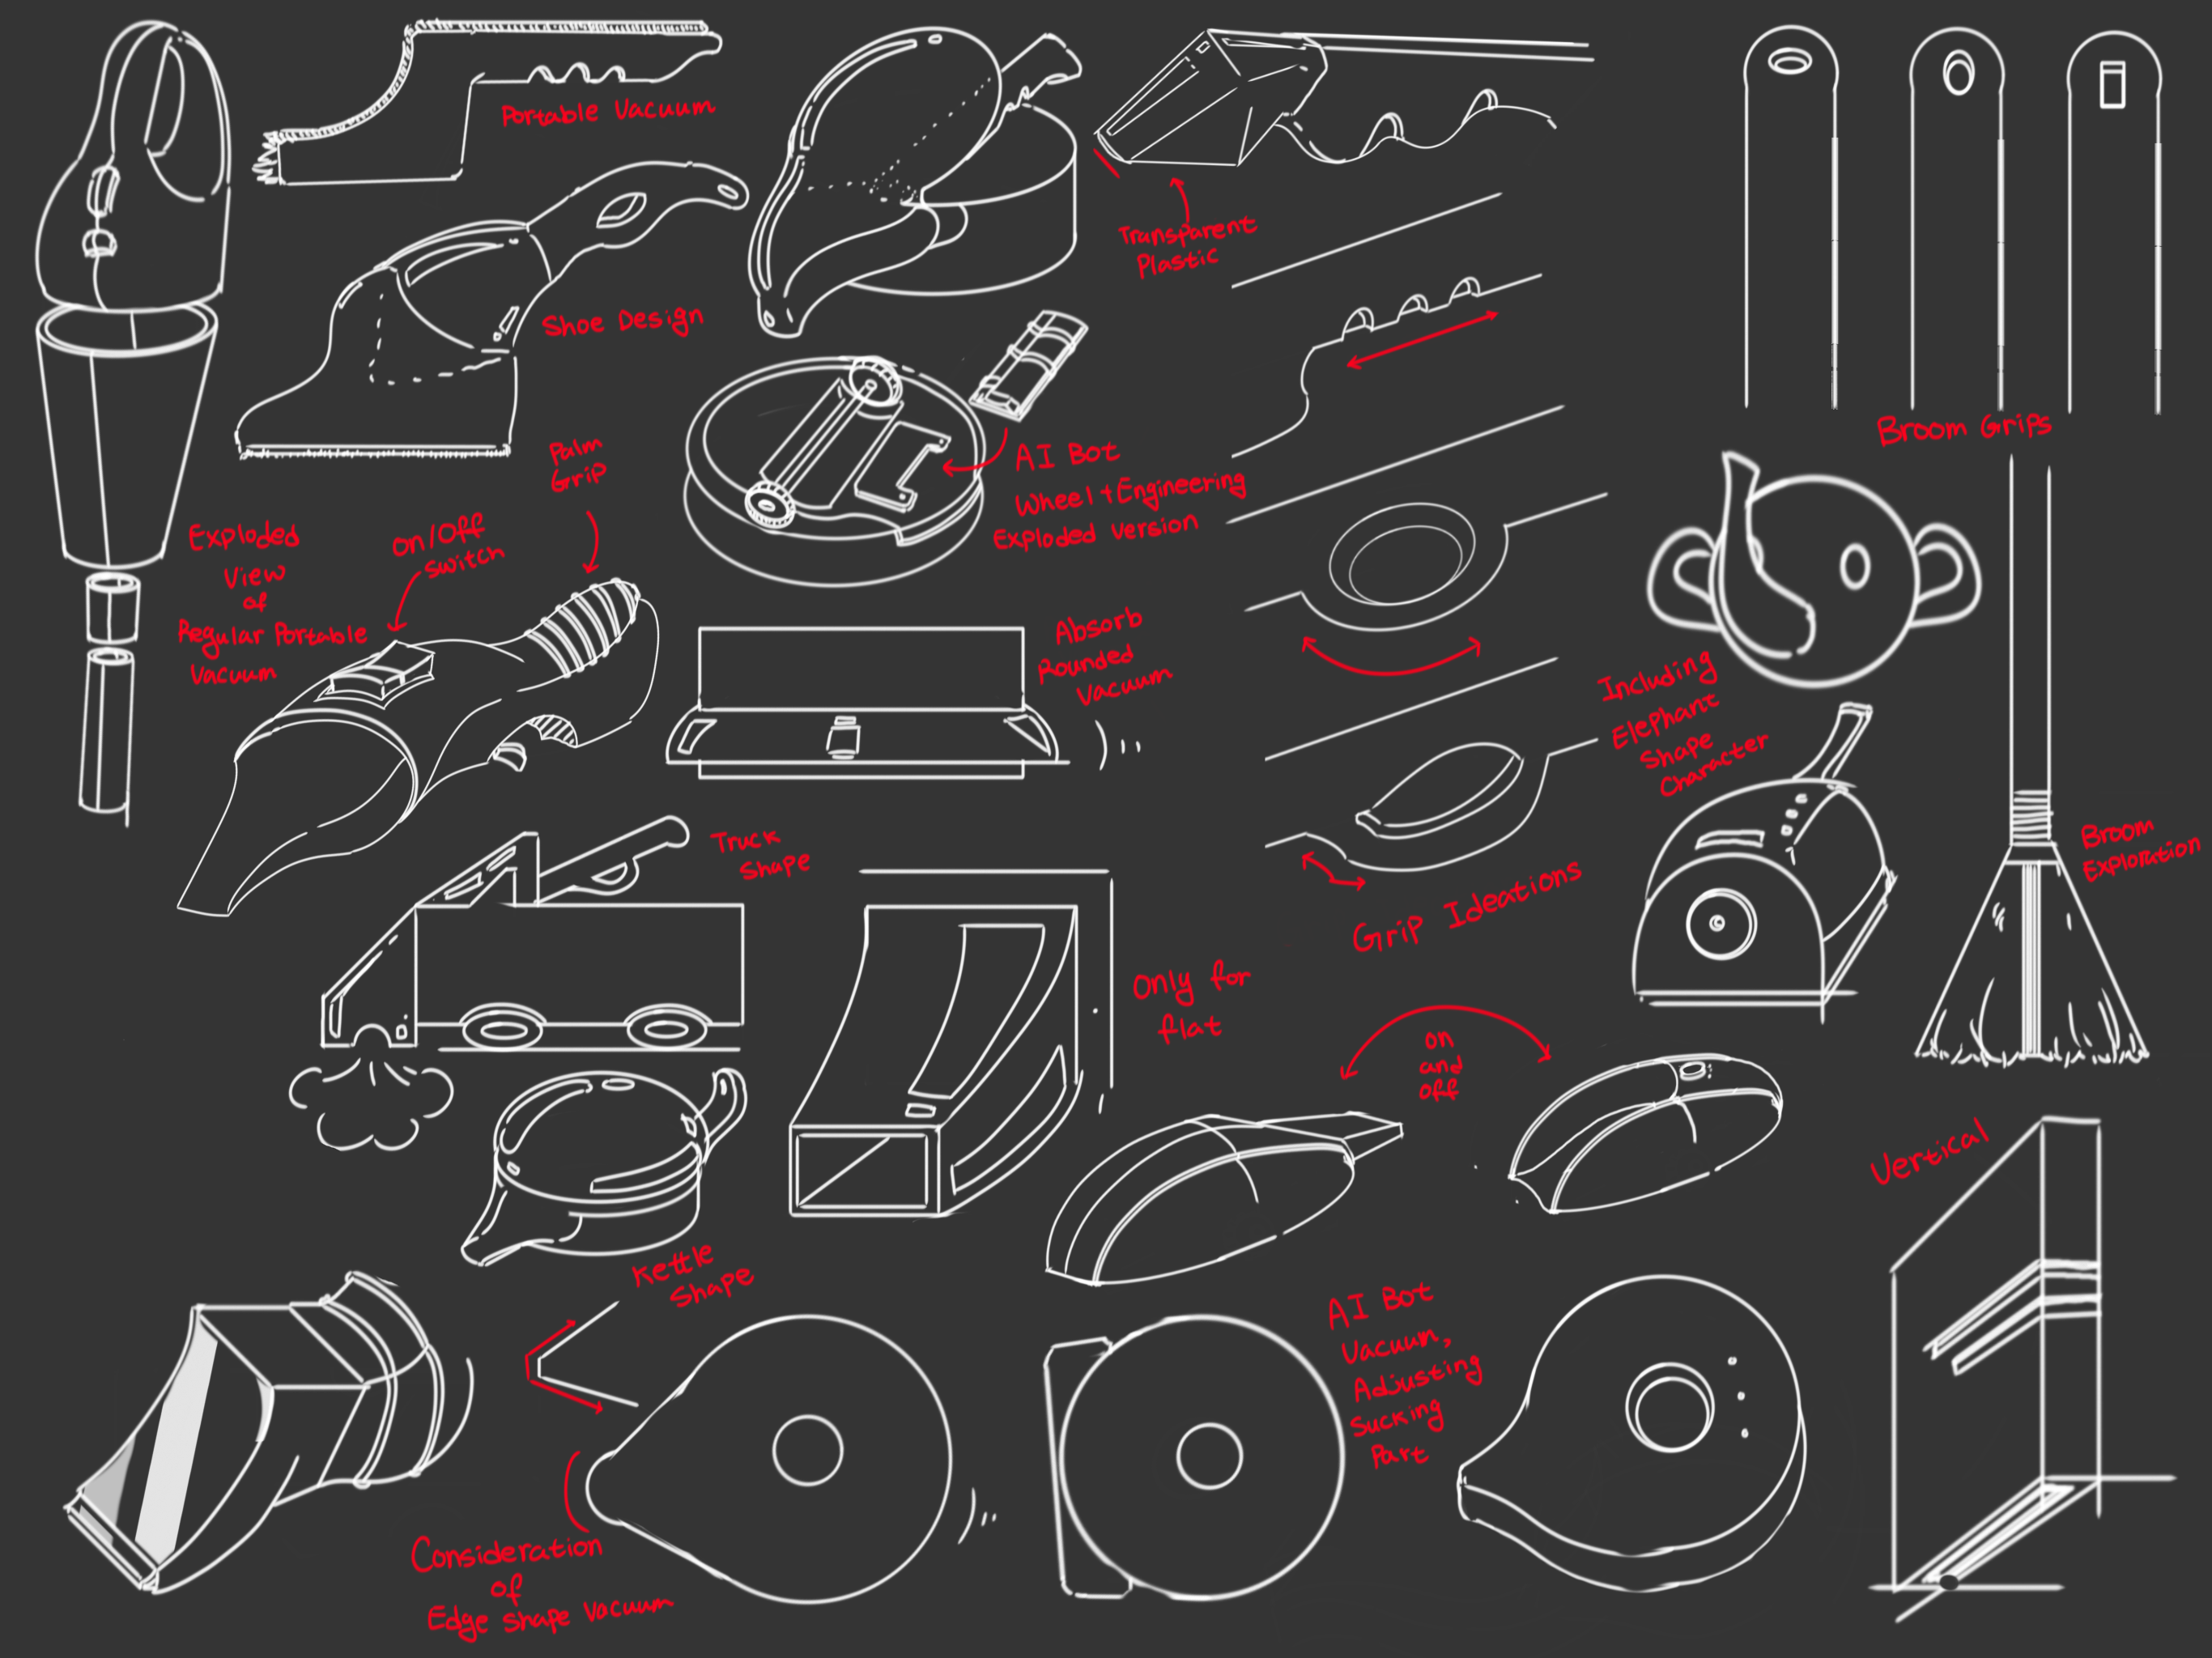 Portable Vacuum
Transparent
Plastic
Shoe Design
Broom Grips
Palm
Grip
AI Bot
Wheel + Engineering
Exploded Version
on/off
switch
Exploded
View
of
Regular Portable
Vacuum
Absorb
Rounded
Vacuum
Including
Elephant
Shape
Character
Truck
Shape
Broom
Exploration
Grip Ideations
Only for
flat
on
and
off
Vertical
Kettle
Shape
AI Bot
Vacuum,
Adjusting
Sucking
Part
Consideration
of
Edge Shape Vacuum